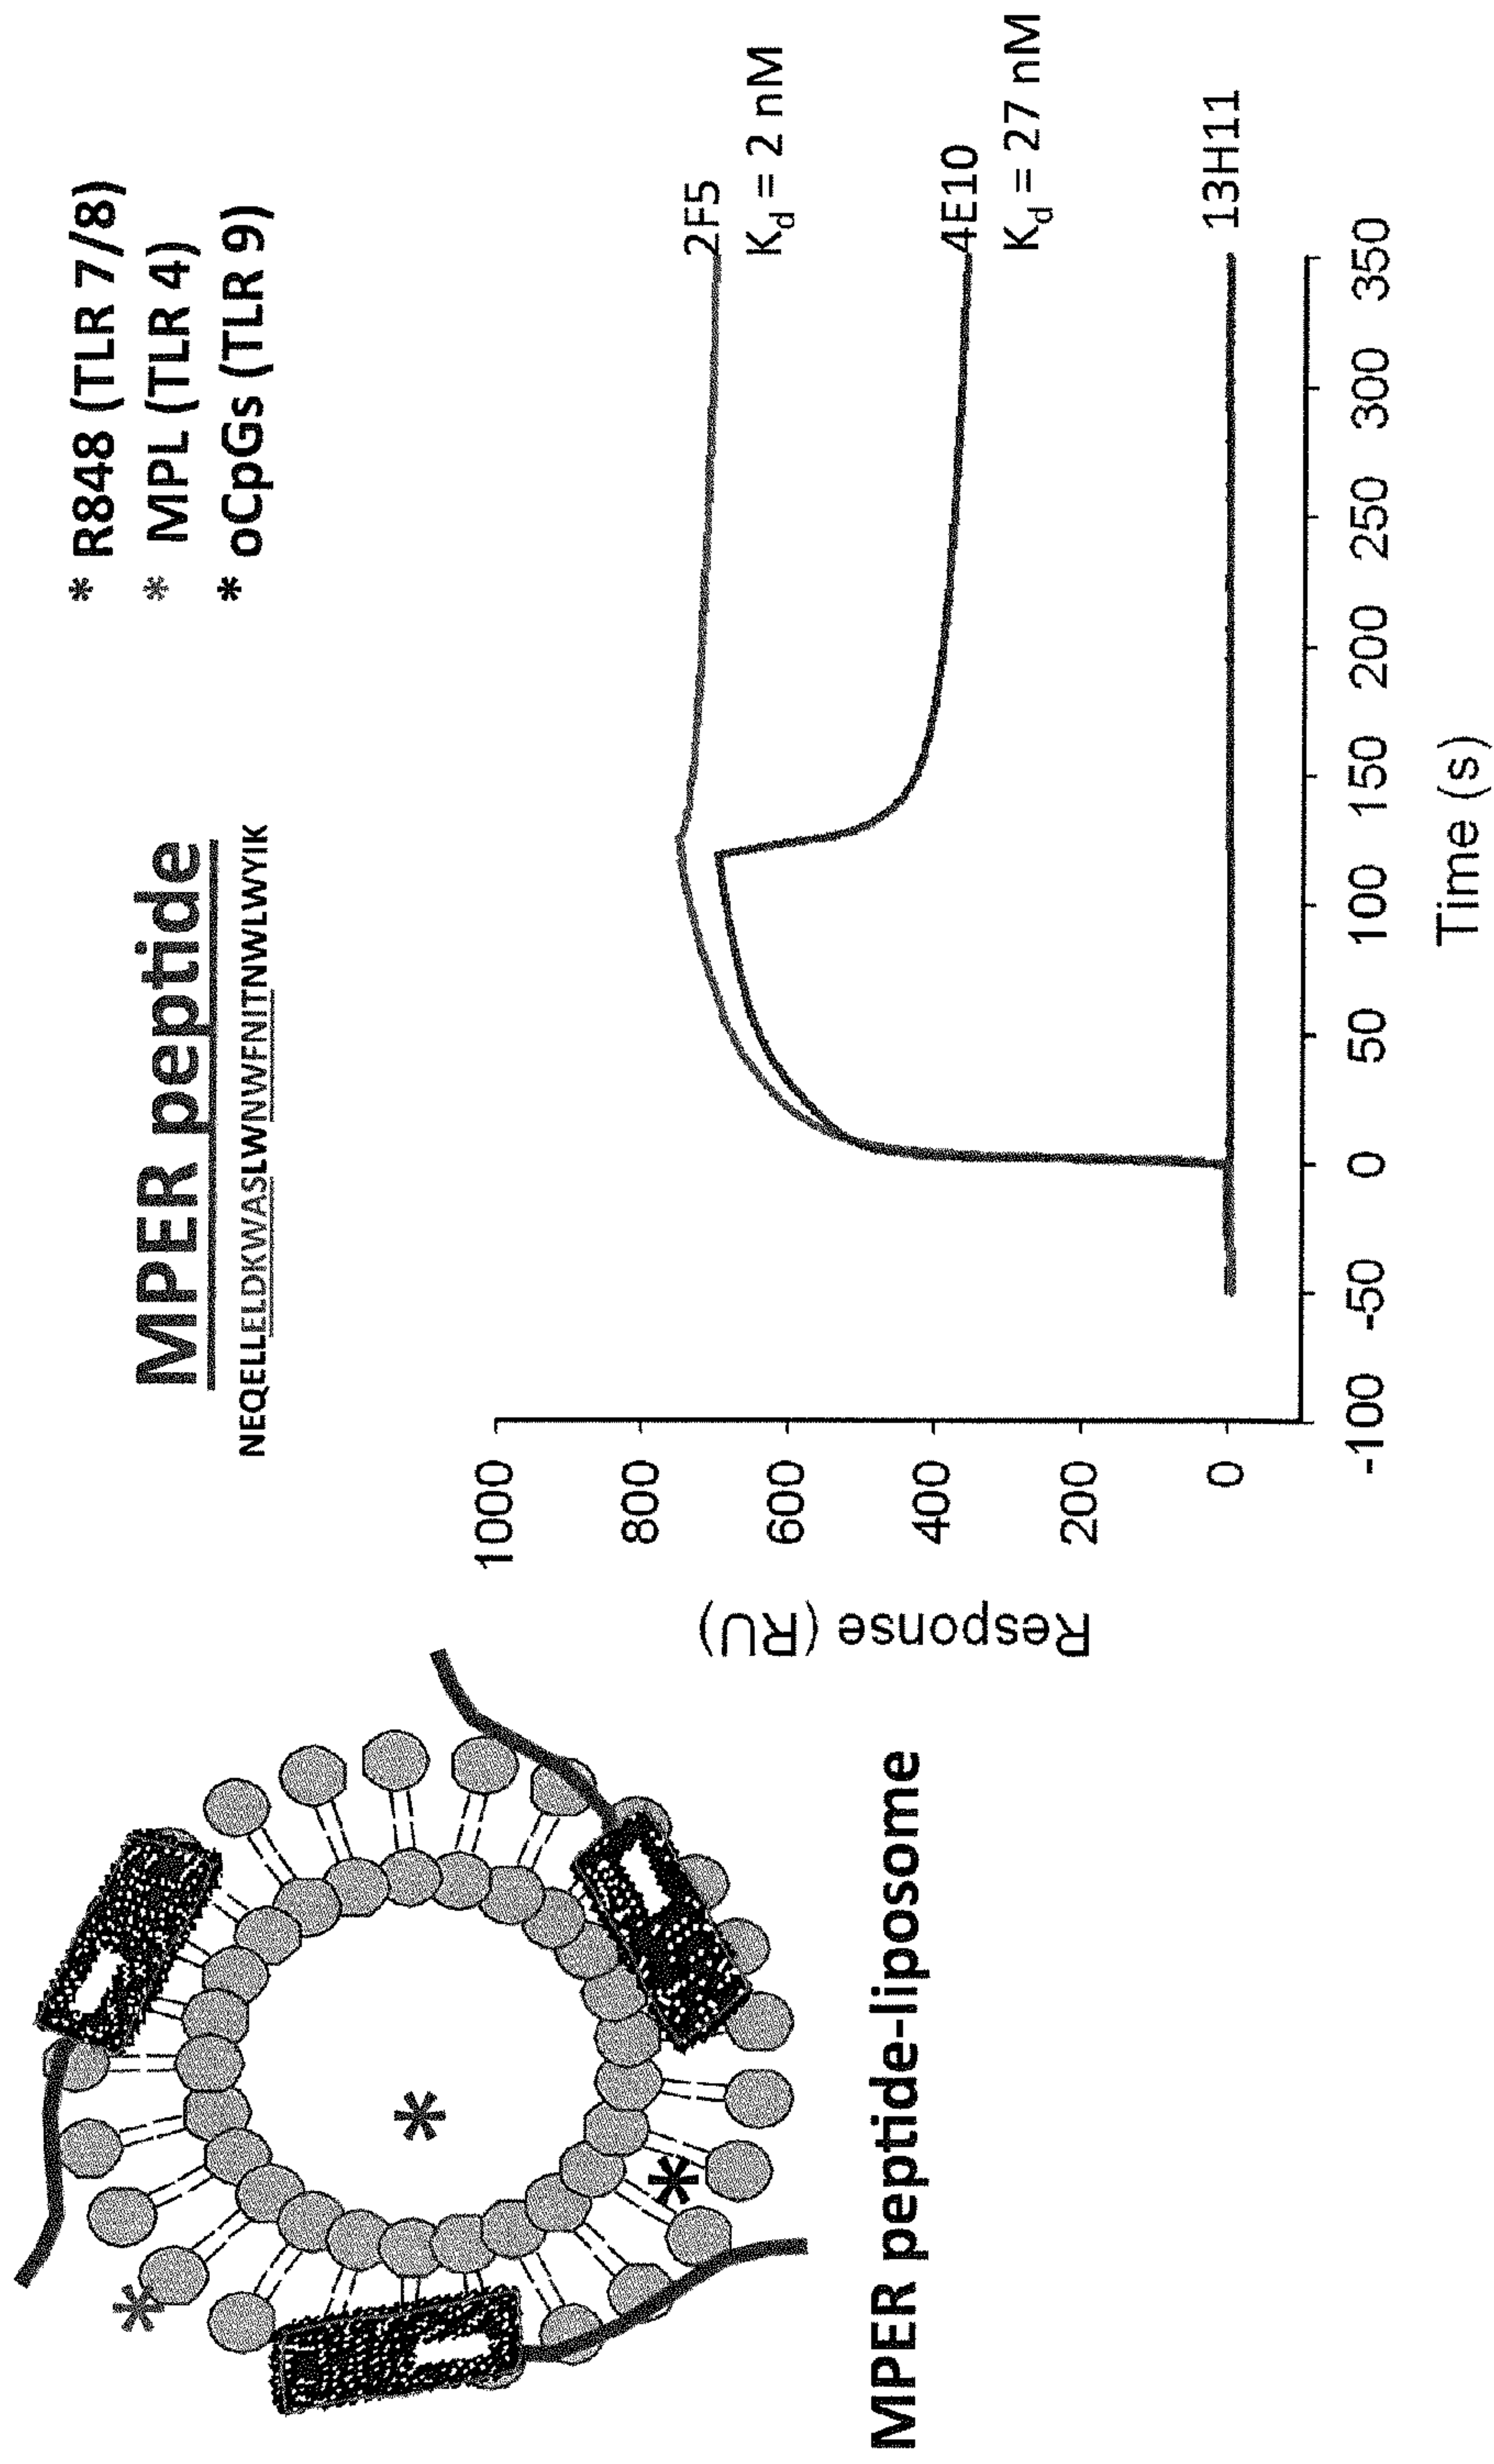 MPER peptide
NEQELLELDKWASLWNWFNITNWLWYIK
* R848 (TLR 7/8)
* MPL (TLR 4)
* oCpGs (TLR 9)
*
*
*
MPER peptide-liposome
Response (RU)
1000
800
600
400
200
0
2F5
Kd = 2 nM
4E10
Kd = 27 nM
13H11
-100 -50 0 50 100 150 200 250 300 350
Time (s)